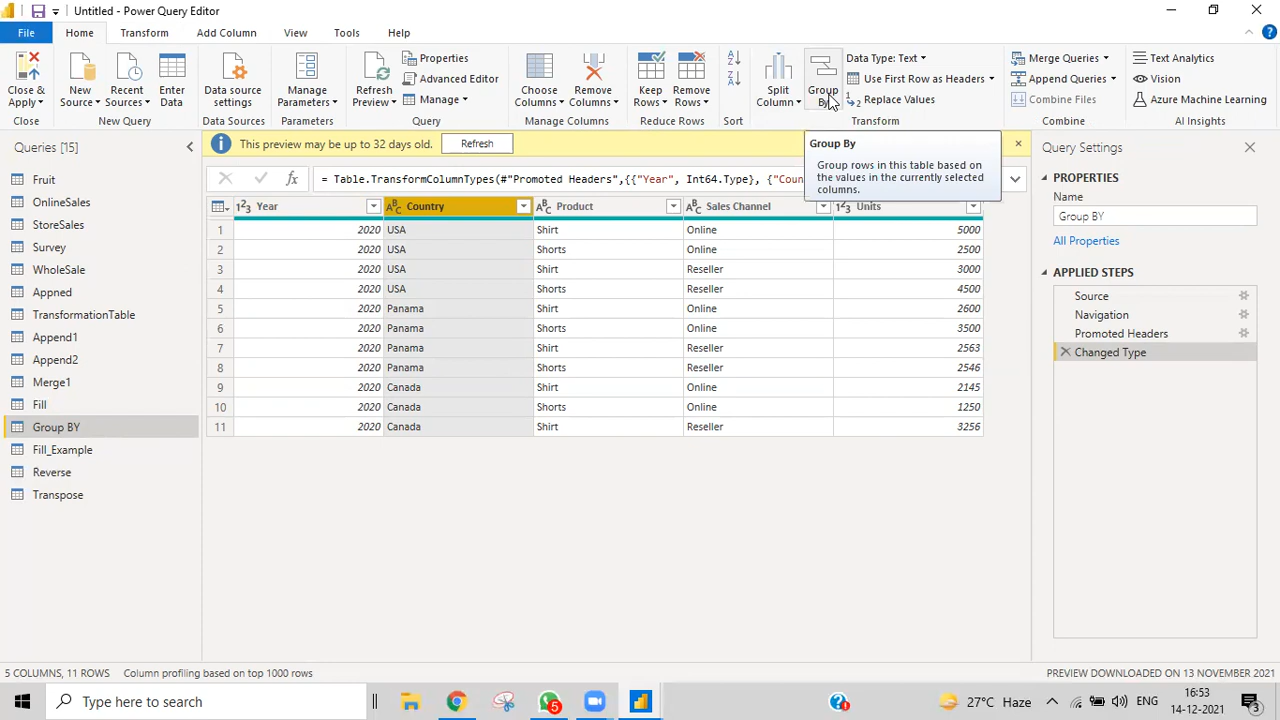 Untitled - Power Query Editor
File Home Transform Add Column View Tools Help
Close & Apply
New Source
Recent Sources
Enter Data
Data source settings
Manage Parameters
Refresh Preview
Properties
Advanced Editor
Manage
Choose Columns
Remove Columns
Keep Rows
Remove Rows
Split Column
Group By
Data Type: Text
Use First Row as Headers
Replace Values
Merge Queries
Append Queries
Combine Files
Text Analytics
Vision
Azure Machine Learning
Close New Query Data Sources Parameters Query Manage Columns Reduce Rows Sort Transform Combine AI Insights
Queries [15]
This preview may be up to 32 days old. Refresh
Group By
Group rows in this table based on
the values in the currently selected
columns.
= Table.TransformColumnTypes(#"Promoted Headers",{{"Year", Int64.Type}, {"Coun
Fruit
OnlineSales
StoreSales
Survey
WholeSale
Appned
TransformationTable
Append1
Append2
Merge1
Fill
Group BY
Fill_Example
Reverse
Transpose
Year Country Product Sales Channel Units
1 2020 USA Shirt Online 5000
2 2020 USA Shorts Online 2500
3 2020 USA Shirt Reseller 3000
4 2020 USA Shorts Reseller 4500
5 2020 Panama Shirt Online 2600
6 2020 Panama Shorts Online 3500
7 2020 Panama Shirt Reseller 2563
8 2020 Panama Shorts Reseller 2546
9 2020 Canada Shirt Online 2145
10 2020 Canada Shorts Online 1250
11 2020 Canada Shirt Reseller 3256
Query Settings
PROPERTIES
Name
Group BY
All Properties
APPLIED STEPS
Source
Navigation
Promoted Headers
Changed Type
5 COLUMNS, 11 ROWS Column profiling based on top 1000 rows PREVIEW DOWNLOADED ON 13 NOVEMBER 2021
Type here to search
5
27°C Haze
ENG
16:53
14-12-2021
3